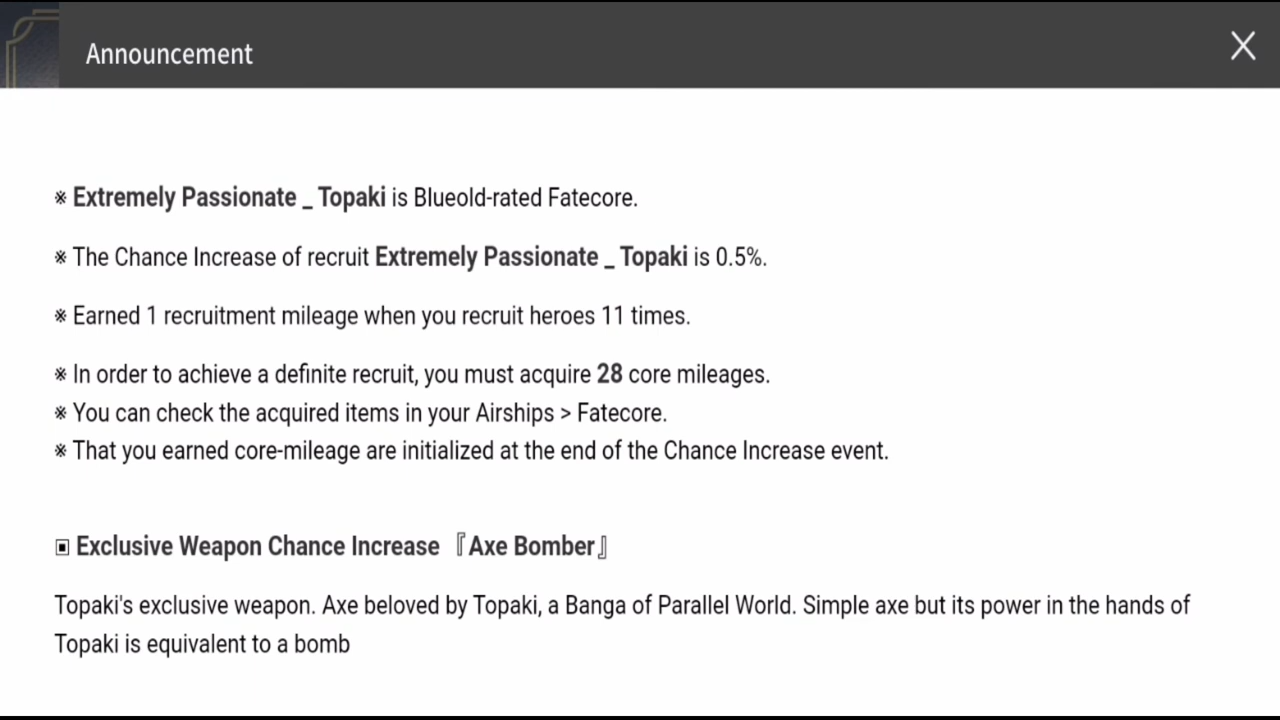 Announcement
※ Extremely Passionate _ Topaki is Blueold-rated Fatecore.
※ The Chance Increase of recruit Extremely Passionate _ Topaki is 0.5%.
※ Earned 1 recruitment mileage when you recruit heroes 11 times.
※ In order to achieve a definite recruit, you must acquire 28 core mileages.
※ You can check the acquired items in your Airships > Fatecore.
※ That you earned core-mileage are initialized at the end of the Chance Increase event.
▣ Exclusive Weapon Chance Increase 『Axe Bomber』
Topaki's exclusive weapon. Axe beloved by Topaki, a Banga of Parallel World. Simple axe but its power in the hands of
Topaki is equivalent to a bomb